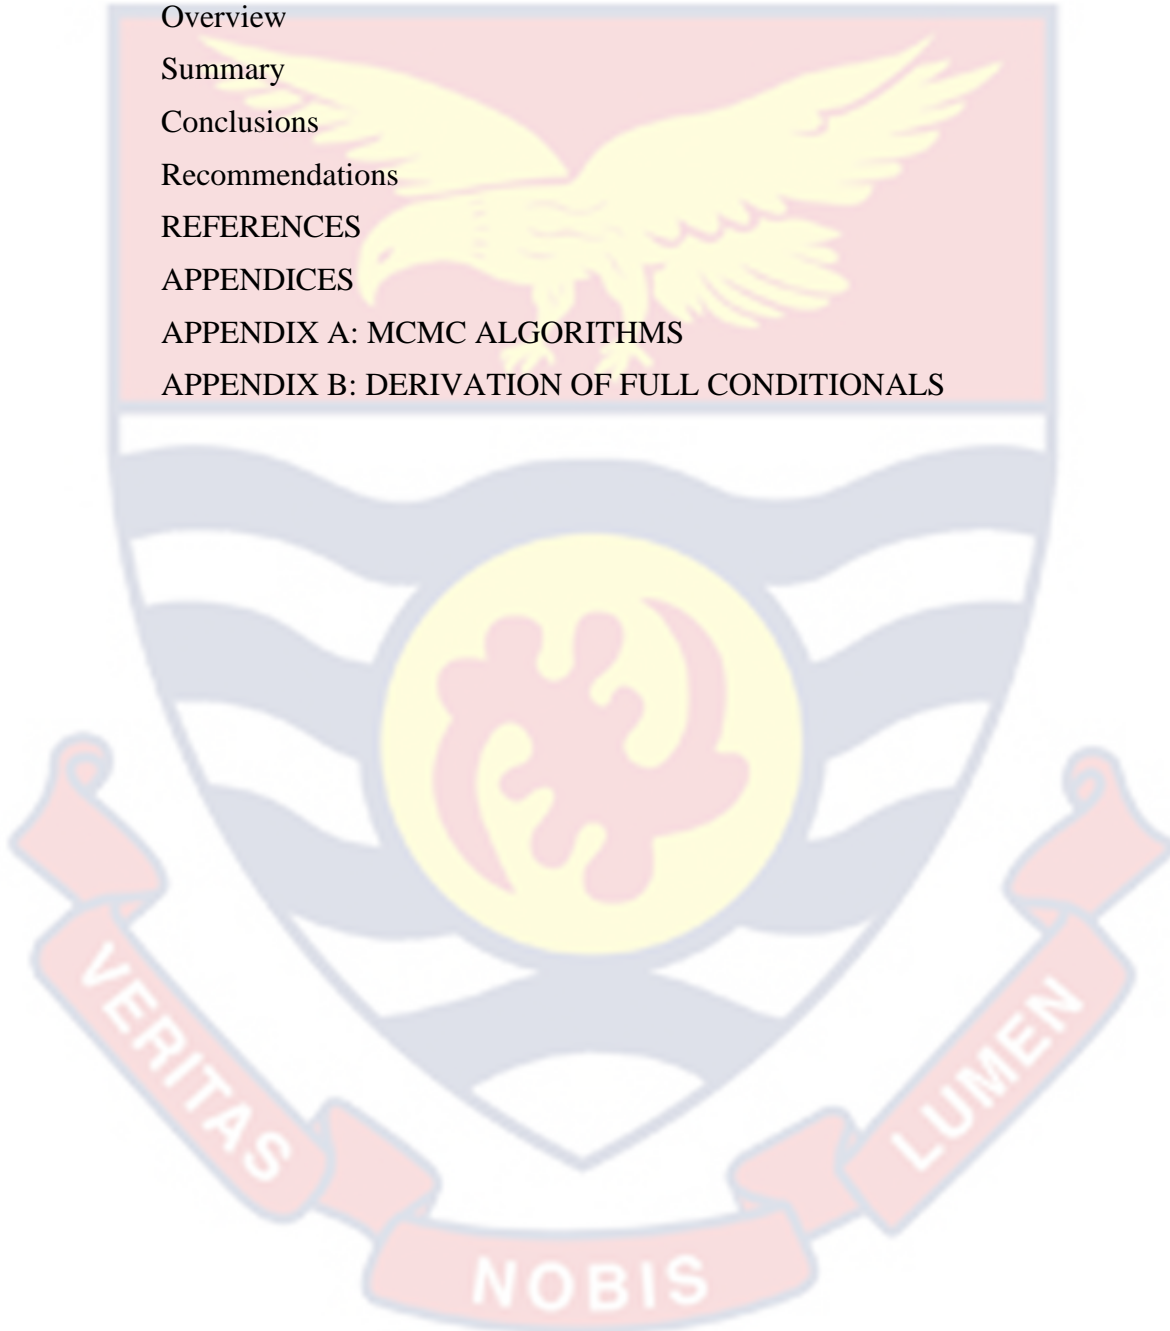 Overview
Summary
Conclusions
Recommendations
REFERENCES
APPENDICES
APPENDIX A: MCMC ALGORITHMS
APPENDIX B: DERIVATION OF FULL CONDITIONALS
VERITAS
NOBIS
LUMEN